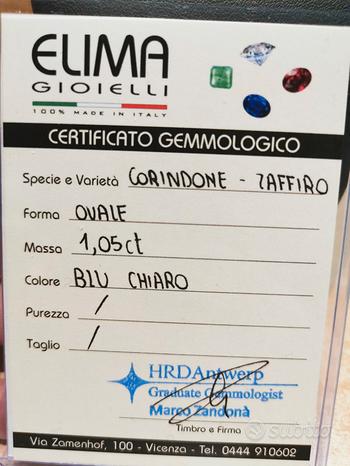 ELIMA
GIOIELLI
100% MADE IN ITALY
CERTIFICATO GEMMOLOGICO
Specie e Varietà CORINDONE - ZAFFIRO
Forma OVALE
Massa 1,05ct
Colore BLU CHIARO
Purezza /
Taglio /
HRDAntwerp
Graduate Gemmologist
Marco Zandonà
Timbro e Firma
subito
Via Zamenhof, 100 - Vicenza - Tel. 0444 910602